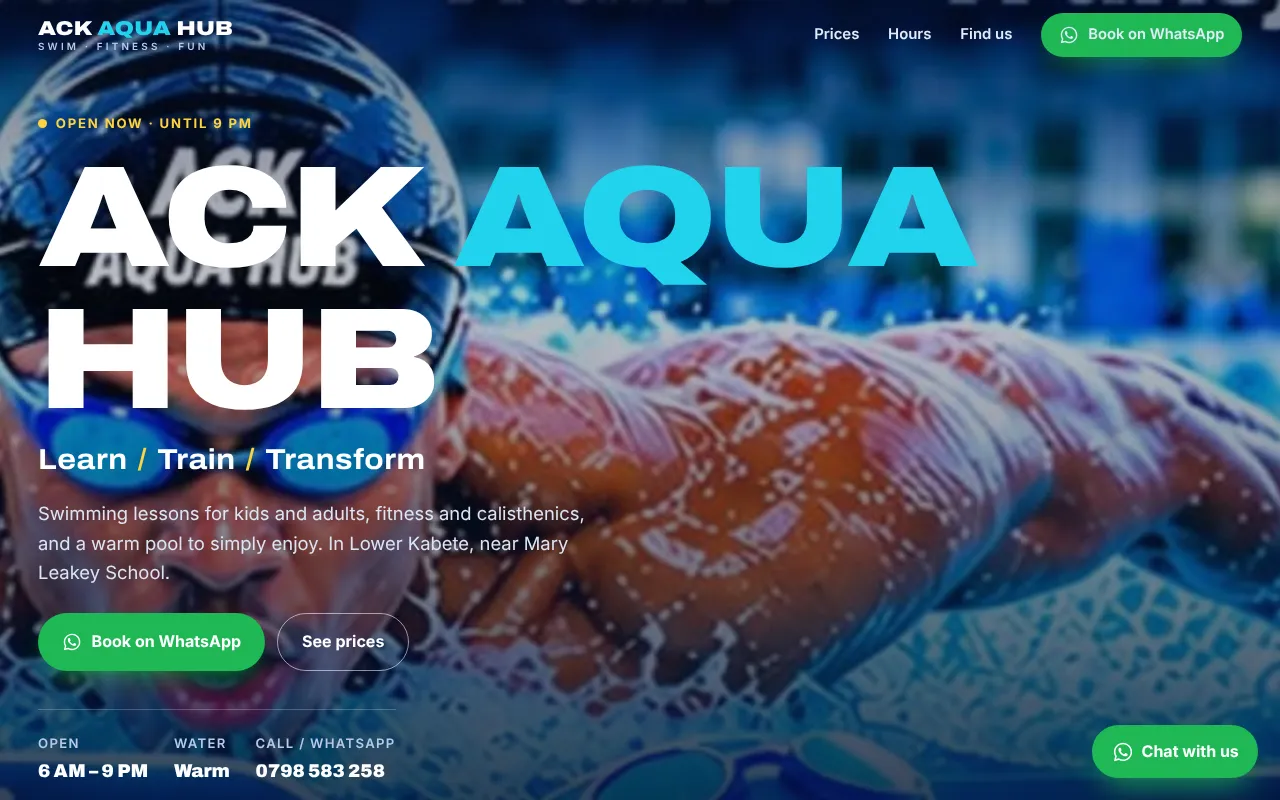 ACK AQUA HUB
SWIM · FITNESS · FUN
Prices
Hours
Find us
Book on WhatsApp
OPEN NOW · UNTIL 9 PM
ACK
AQUA HUB
ACK AQUA
HUB
Learn / Train / Transform
Swimming lessons for kids and adults, fitness and calisthenics,
and a warm pool to simply enjoy. In Lower Kabete, near Mary
Leakey School.
Book on WhatsApp
See prices
OPEN
6 AM – 9 PM
WATER
Warm
CALL / WHATSAPP
0798 583 258
Chat with us